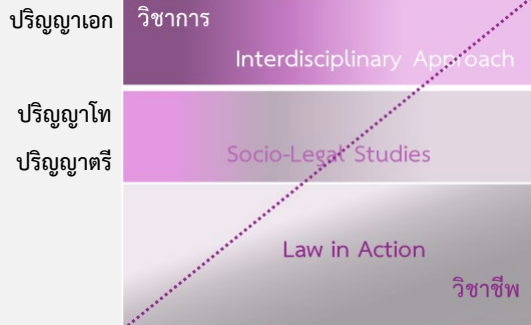 ปริญญาเอก วิชาการ
Interdisciplinary Approach
ปริญญาโท
ปริญญาตรี
Socio-Legal Studies
Law in Action
วิชาชีพ